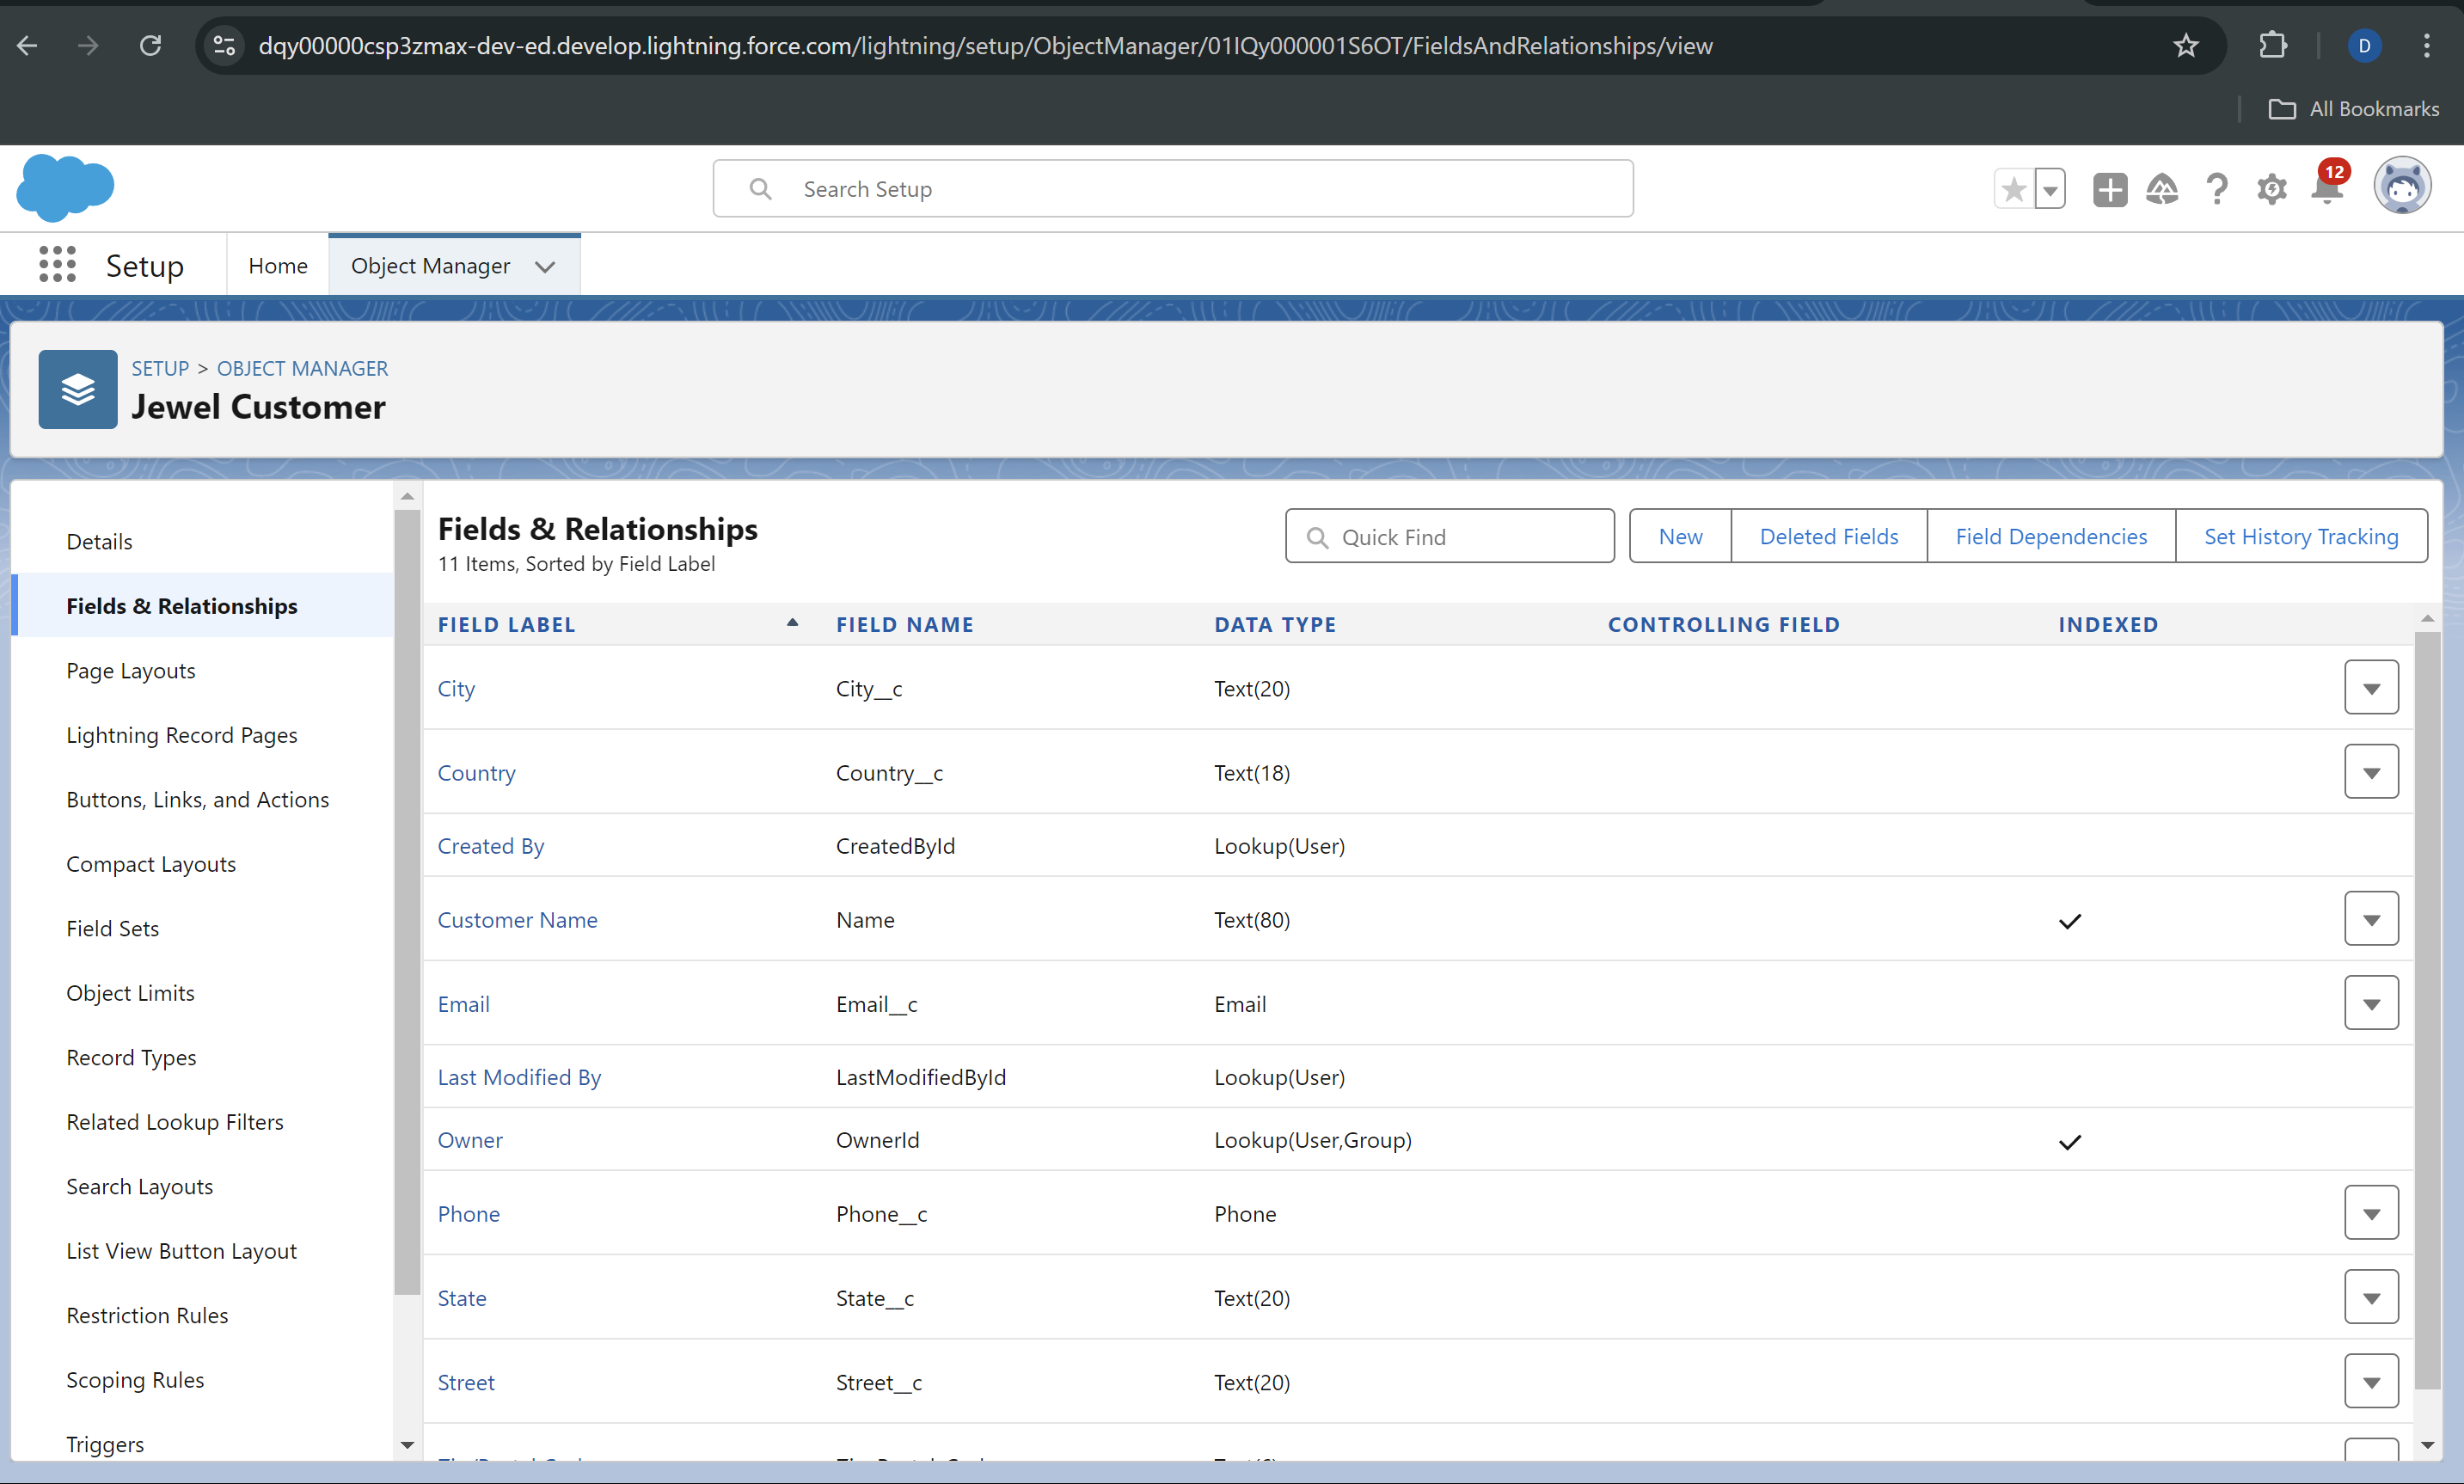 dqy00000csp3zmax-dev-ed.develop.lightning.force.com/lightning/setup/ObjectManager/01IQy000001S6OT/FieldsAndRelationships/view
D
All Bookmarks
Search Setup
12
Setup
Home
Object Manager
SETUP > OBJECT MANAGER
Jewel Customer
Details
Fields & Relationships
Page Layouts
Lightning Record Pages
Buttons, Links, and Actions
Compact Layouts
Field Sets
Object Limits
Record Types
Related Lookup Filters
Search Layouts
List View Button Layout
Restriction Rules
Scoping Rules
Triggers
Fields & Relationships
11 Items, Sorted by Field Label
Quick Find
New
Deleted Fields
Field Dependencies
Set History Tracking
FIELD LABEL FIELD NAME DATA TYPE CONTROLLING FIELD INDEXED
City City__c Text(20)
Country Country__c Text(18)
Created By CreatedById Lookup(User)
Customer Name Name Text(80)
Email Email__c Email
Last Modified By LastModifiedById Lookup(User)
Owner OwnerId Lookup(User,Group)
Phone Phone__c Phone
State State__c Text(20)
Street Street__c Text(20)